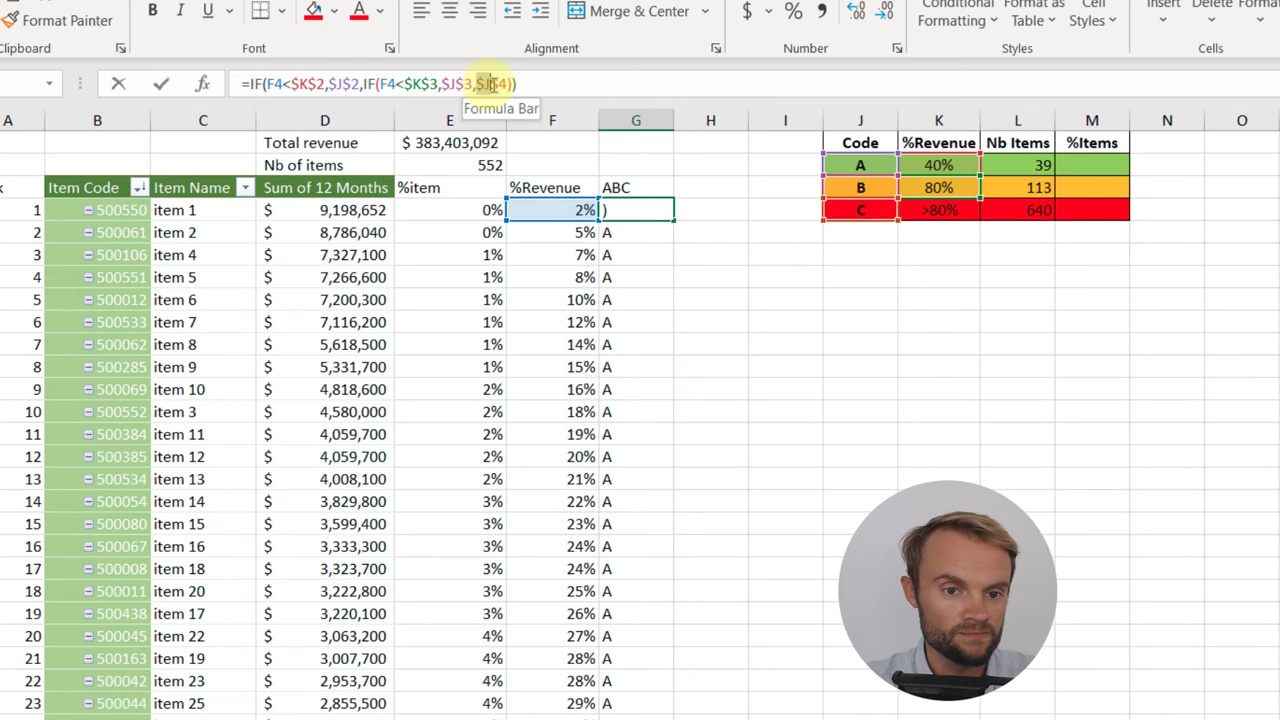 Format Painter
B I U A
Merge & Center
$ % 9
Conditional Format as Cell Insert Delete Format
Formatting Table Styles
Clipboard Font Alignment Number Styles Cells
fx =IF(F4<$K$2,$J$2,IF(F4<$K$3,$J$3,$J$4))
Formula Bar
A B C D E F G H I J K L M N O
Total revenue $ 383,403,092 Code %Revenue Nb Items %Items
Nb of items 552 A 40% 39
Item Code Item Name Sum of 12 Months %item %Revenue ABC B 80% 113
1 500550 item 1 $ 9,198,652 0% 2% ) C >80% 640
2 500061 item 2 $ 8,786,040 0% 5% A
3 500106 item 4 $ 7,327,100 1% 7% A
4 500551 item 5 $ 7,266,600 1% 8% A
5 500012 item 6 $ 7,200,300 1% 10% A
6 500533 item 7 $ 7,116,200 1% 12% A
7 500062 item 8 $ 5,618,500 1% 14% A
8 500285 item 9 $ 5,331,700 1% 15% A
9 500069 item 10 $ 4,818,600 2% 16% A
10 500552 item 3 $ 4,580,000 2% 18% A
11 500384 item 11 $ 4,059,700 2% 19% A
12 500385 item 12 $ 4,059,700 2% 20% A
13 500534 item 13 $ 4,008,100 2% 21% A
14 500054 item 14 $ 3,829,800 3% 22% A
15 500080 item 15 $ 3,599,400 3% 23% A
16 500067 item 16 $ 3,333,300 3% 24% A
17 500008 item 18 $ 3,323,700 3% 24% A
18 500011 item 20 $ 3,222,800 3% 25% A
19 500438 item 17 $ 3,220,100 3% 26% A
20 500045 item 22 $ 3,063,200 4% 27% A
21 500163 item 19 $ 3,007,700 4% 28% A
22 500042 item 23 $ 2,953,700 4% 28% A
23 500044 item 25 $ 2,855,500 4% 29% A